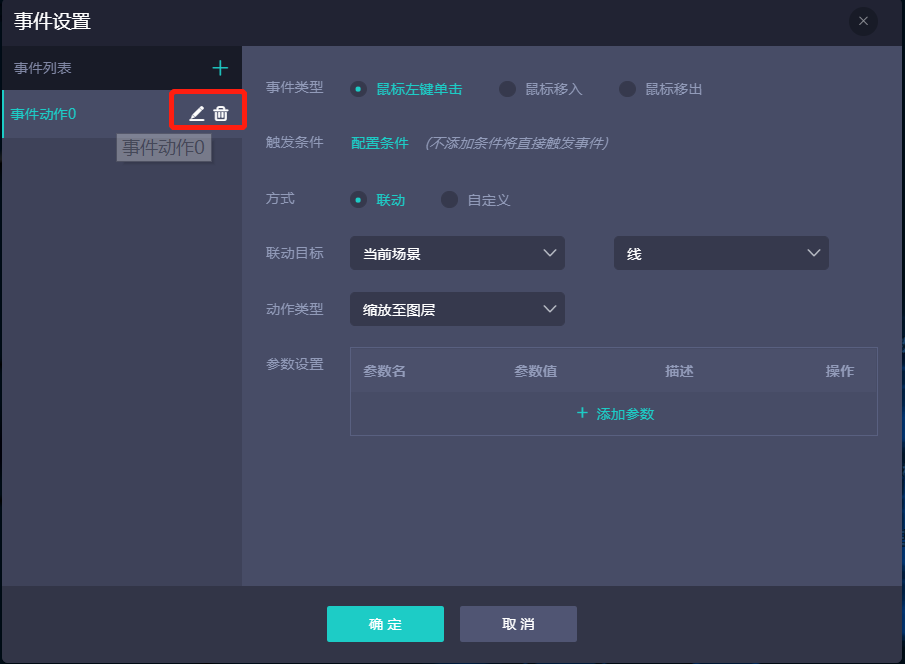 事件设置
事件列表
事件动作0
事件动作0
事件类型 鼠标左键单击 鼠标移入 鼠标移出
触发条件 配置条件 (不添加条件将直接触发事件)
方式 联动 自定义
联动目标 当前场景 线
动作类型 缩放至图层
参数设置 参数名 参数值 描述 操作
+ 添加参数
确定 取消